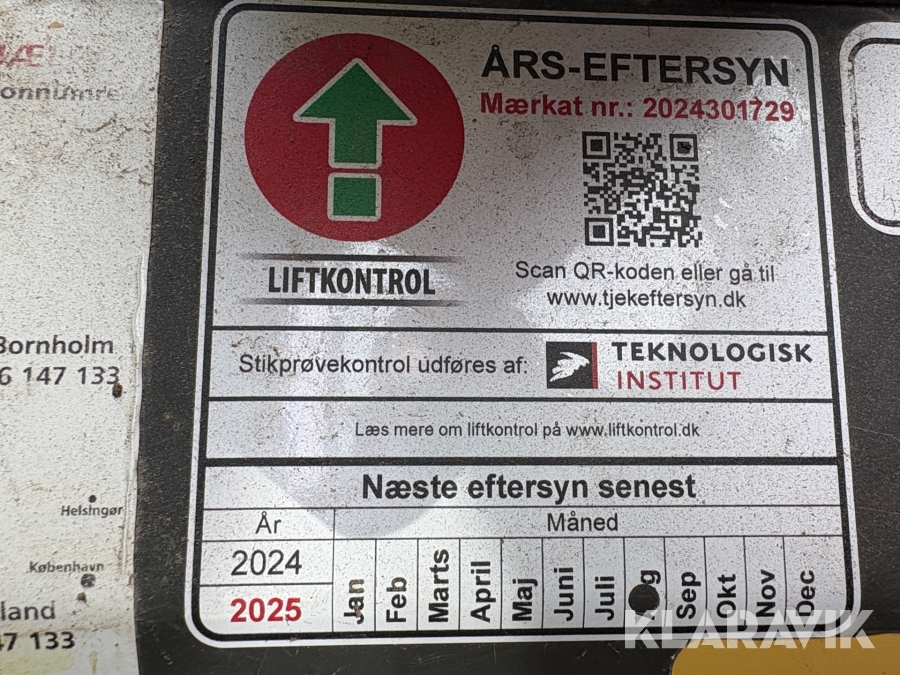 ÅRS-EFTERSYN
Mærkat nr.: 2024301729
LIFTKONTROL
Scan QR-koden eller gå til
www.tjekeftersyn.dk
Stikprøvekontrol udføres af: TEKNOLOGISK
INSTITUT
Læs mere om liftkontrol på www.liftkontrol.dk
Næste eftersyn senest
År Måned
2024
2025
Jan Feb Marts April Maj Juni Juli Sep Okt Nov Dec
Bornholm
6 147 133
Helsingør
København
land
47 133
KLARAVIK